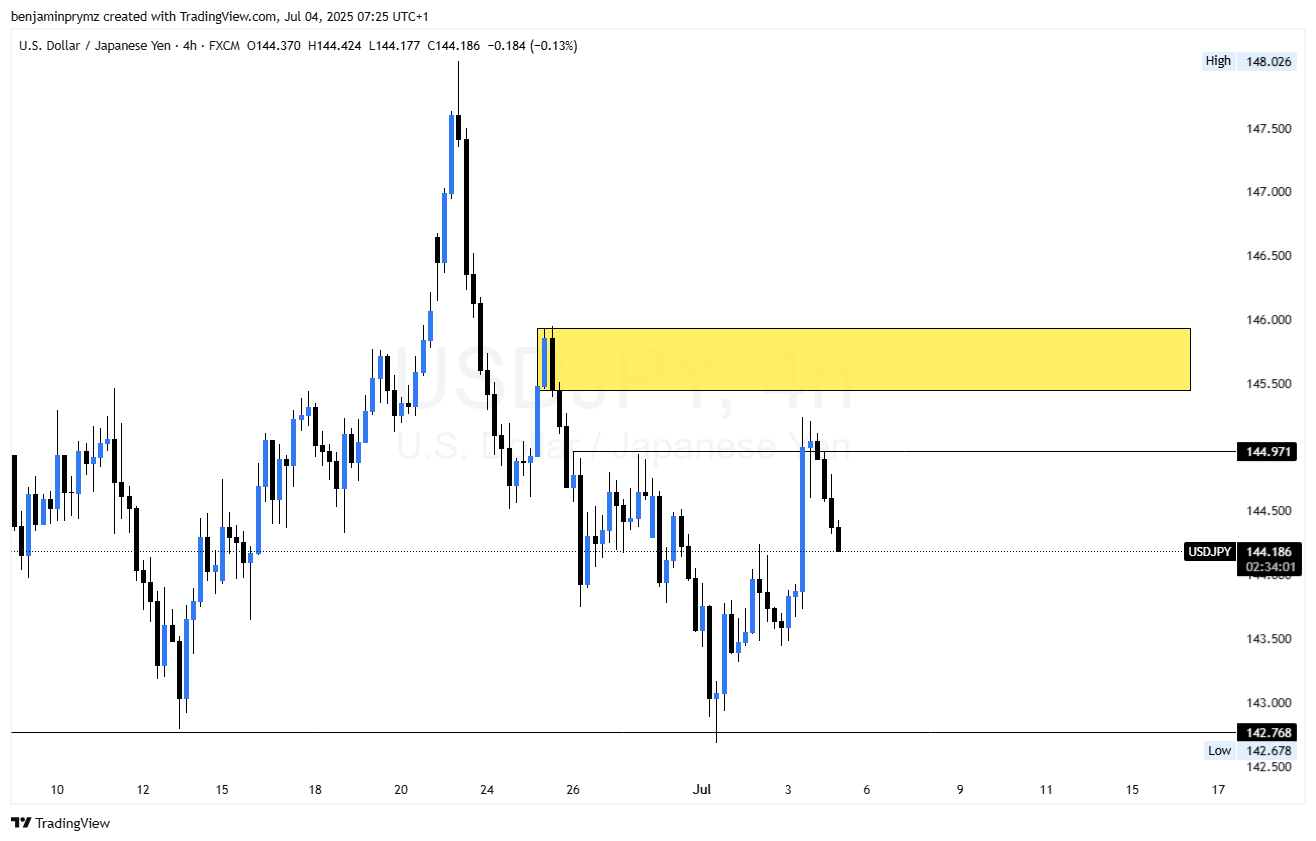 benjaminprymz created with TradingView.com, Jul 04, 2025 07:25 UTC+1
U.S. Dollar / Japanese Yen · 4h · FXCM O144.370 H144.424 L144.177 C144.186 −0.184 (−0.13%)
High 148.026
147.500
147.000
146.500
146.000
USDJPY, 4h
145.500
U.S. Dollar / Japanese Yen
144.971
144.500
USDJPY 144.186
02:34:01
144.000
143.500
143.000
142.768
Low 142.678
142.500
10 12 15 18 20 24 26 Jul 3 6 9 11 15 17
TradingView